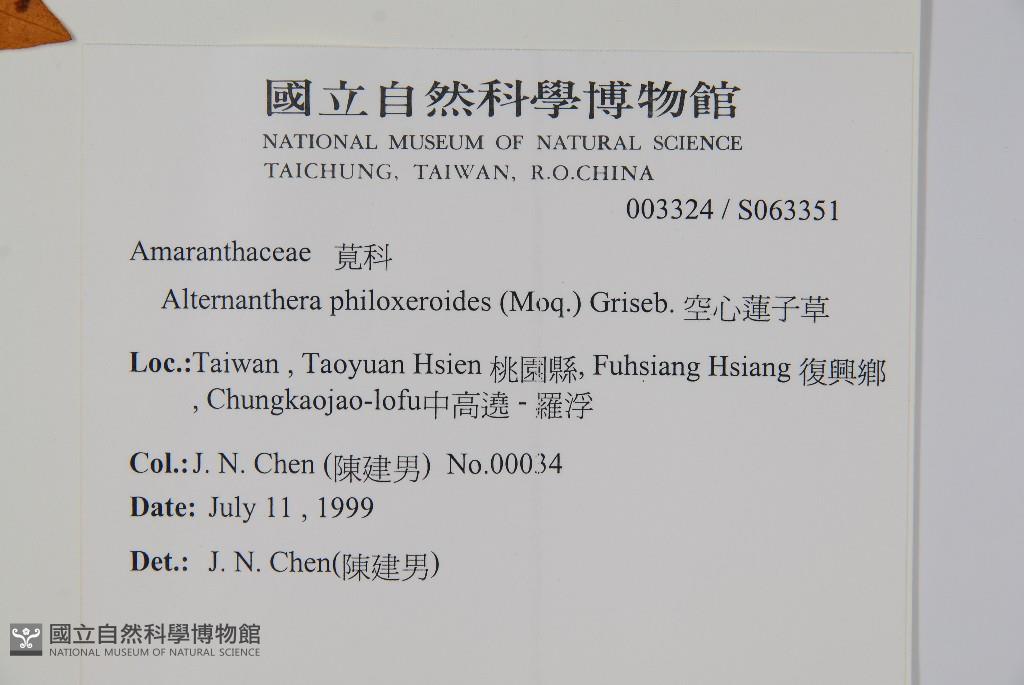 國立自然科學博物館
NATIONAL MUSEUM OF NATURAL SCIENCE
TAICHUNG, TAIWAN, R.O.CHINA
003324 / S063351
Amaranthaceae 莧科
Alternanthera philoxeroides (Moq.) Griseb. 空心蓮子草
Loc.:Taiwan , Taoyuan Hsien 桃園縣, Fuhsiang Hsiang 復興鄉
, Chungkaojao-lofu中高遶 - 羅浮
Col.: J. N. Chen (陳建男) No.00034
Date: July 11 , 1999
Det.: J. N. Chen(陳建男)
國立自然科學博物館
NATIONAL MUSEUM OF NATURAL SCIENCE